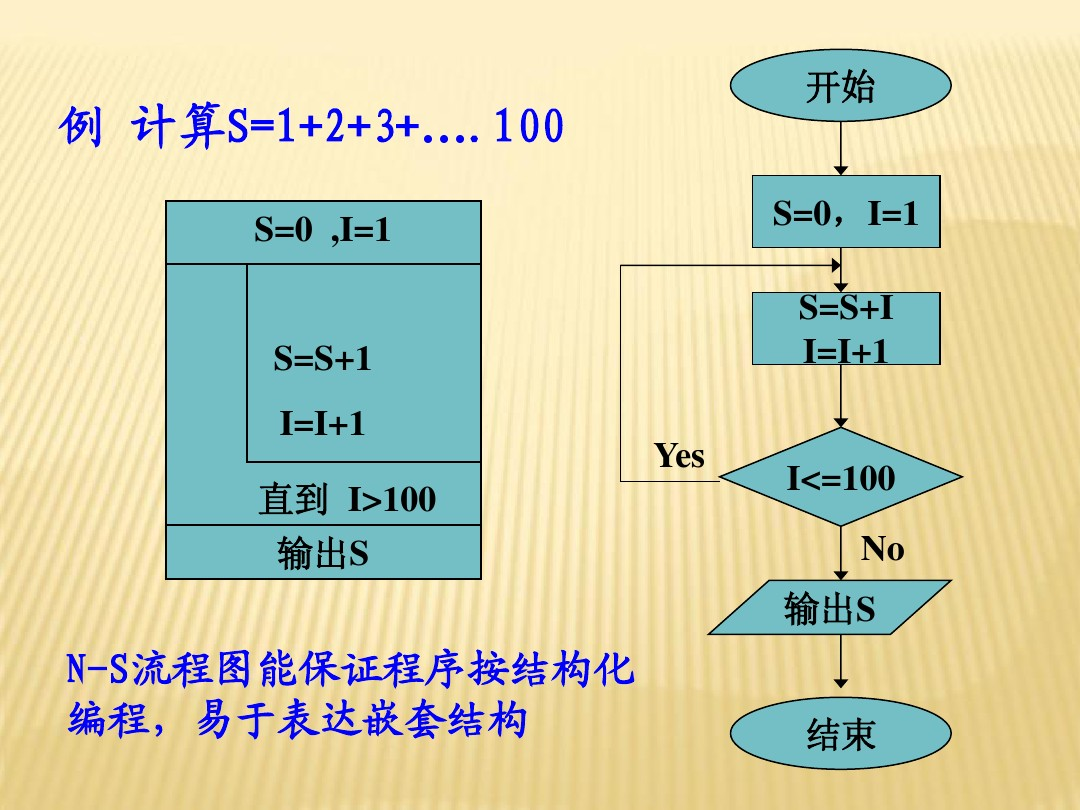 例 计算S=1+2+3+....100
S=0 ,I=1
S=S+1
I=I+1
直到 I>100
输出S
N-S流程图能保证程序按结构化
编程，易于表达嵌套结构
开始
S=0，I=1
S=S+I
I=I+1
Yes
I<=100
No
输出S
结束